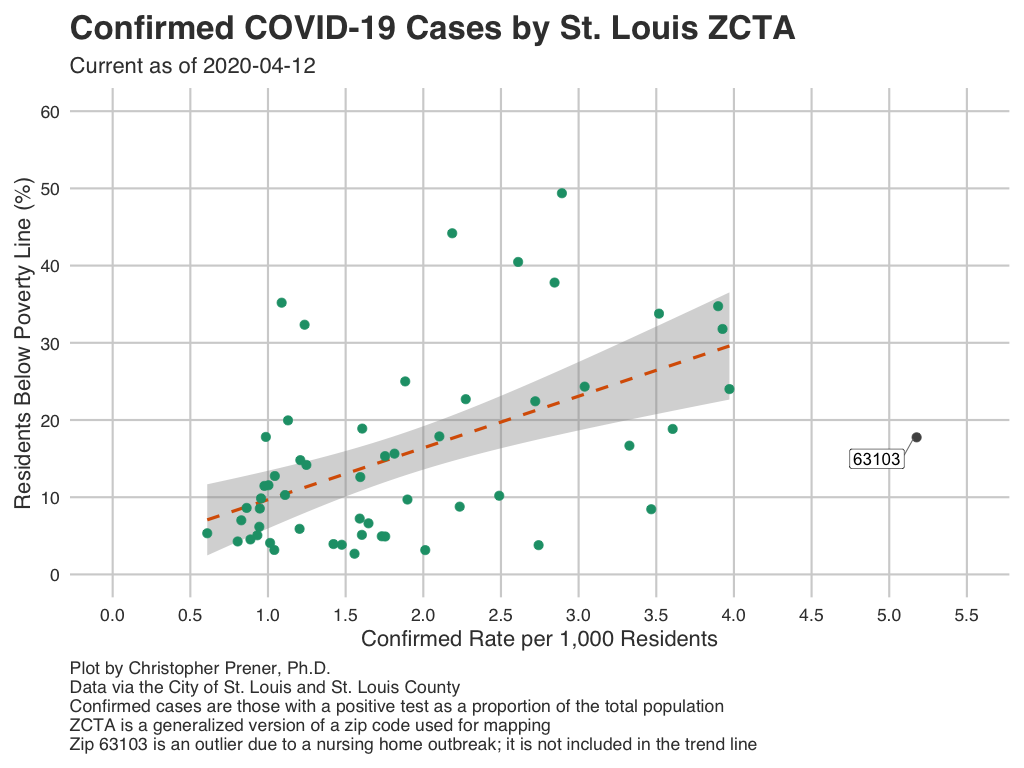 Confirmed COVID-19 Cases by St. Louis ZCTA
Current as of 2020-04-12
Residents Below Poverty Line (%)
60
50
40
30
20
10
0
63103
0.0 0.5 1.0 1.5 2.0 2.5 3.0 3.5 4.0 4.5 5.0 5.5
Confirmed Rate per 1,000 Residents
Plot by Christopher Prener, Ph.D.
Data via the City of St. Louis and St. Louis County
Confirmed cases are those with a positive test as a proportion of the total population
ZCTA is a generalized version of a zip code used for mapping
Zip 63103 is an outlier due to a nursing home outbreak; it is not included in the trend line